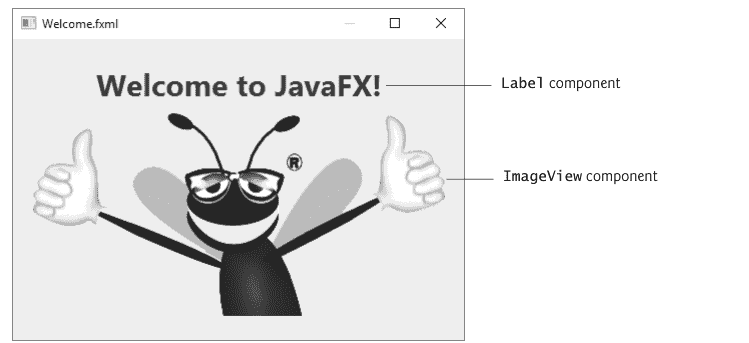 Welcome.fxml
Welcome to JavaFX!
Label component
®
ImageView component